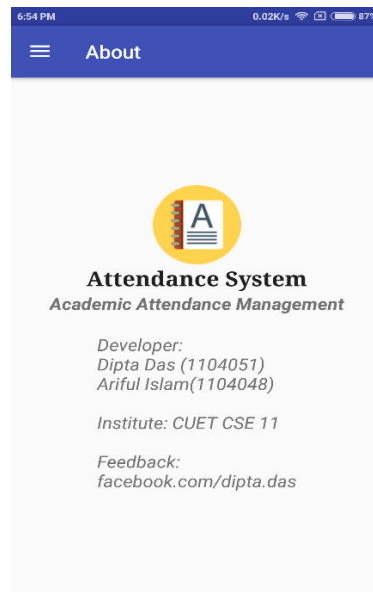 6:54 PM 0.02K/s 87%
About
A
Attendance System
Academic Attendance Management
Developer:
Dipta Das (1104051)
Ariful Islam(1104048)
Institute: CUET CSE 11
Feedback:
facebook.com/dipta.das